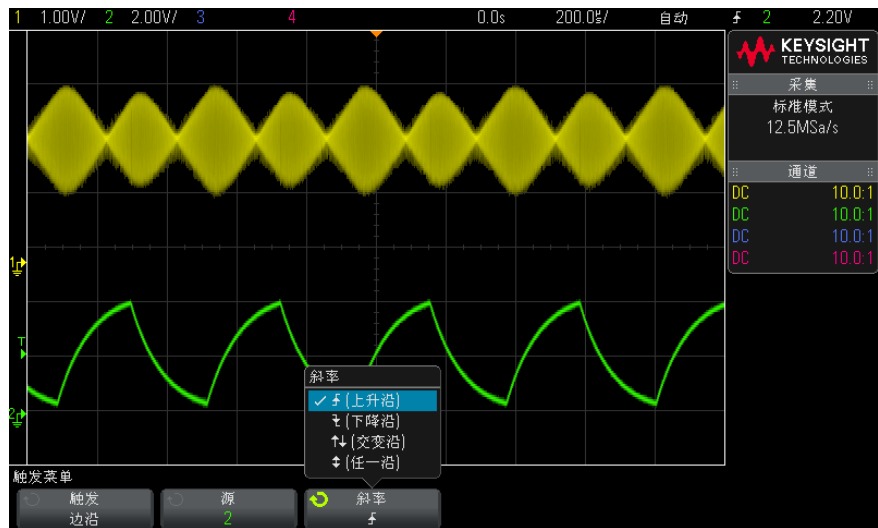 1 1.00V/ 2 2.00V/ 3 4 0.0s 200.0㎲/ 自动 2 2.20V
KEYSIGHT
TECHNOLOGIES
采集
标准模式
12.5MSa/s
通道
DC 10.0:1
DC 10.0:1
DC 10.0:1
DC 10.0:1
1
T
2
斜率
(上升沿)
(下降沿)
(交变沿)
(任一沿)
触发菜单
触发
边沿
源
2
斜率